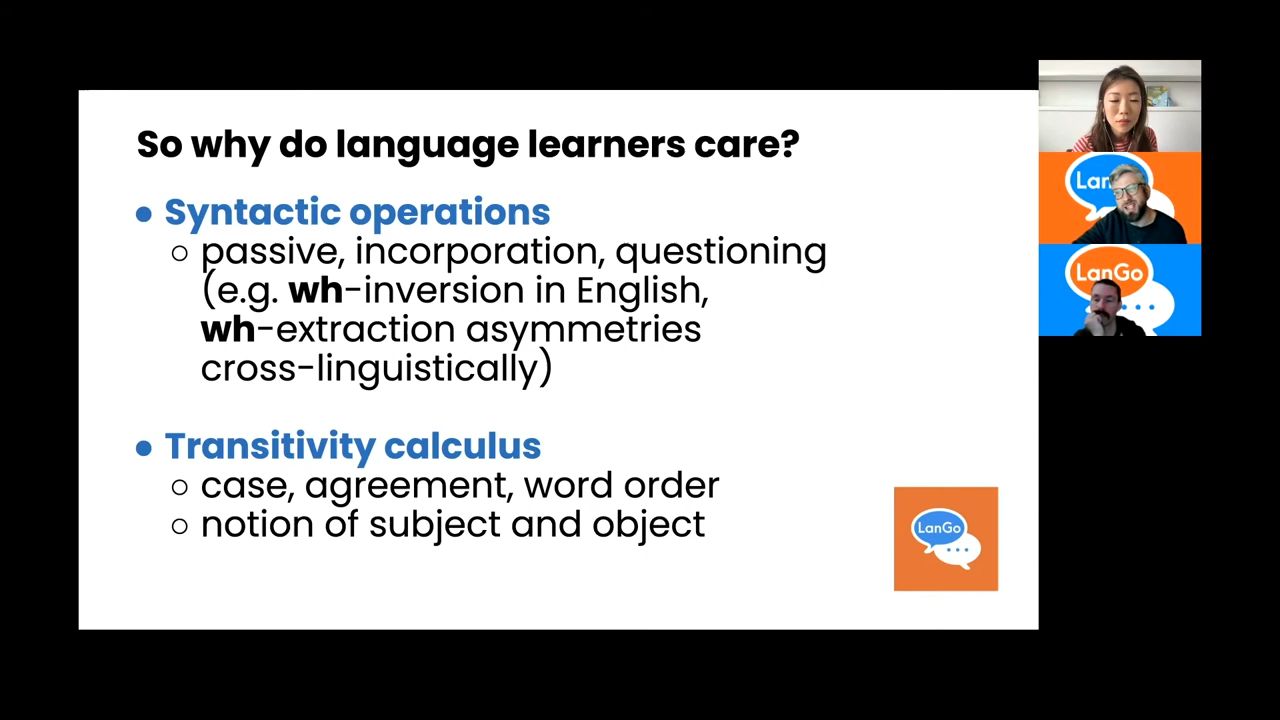 So why do language learners care?
● Syntactic operations
○ passive, incorporation, questioning
(e.g. wh-inversion in English,
wh-extraction asymmetries
cross-linguistically)
● Transitivity calculus
○ case, agreement, word order
○ notion of subject and object
LanGo
Lan
LanGo